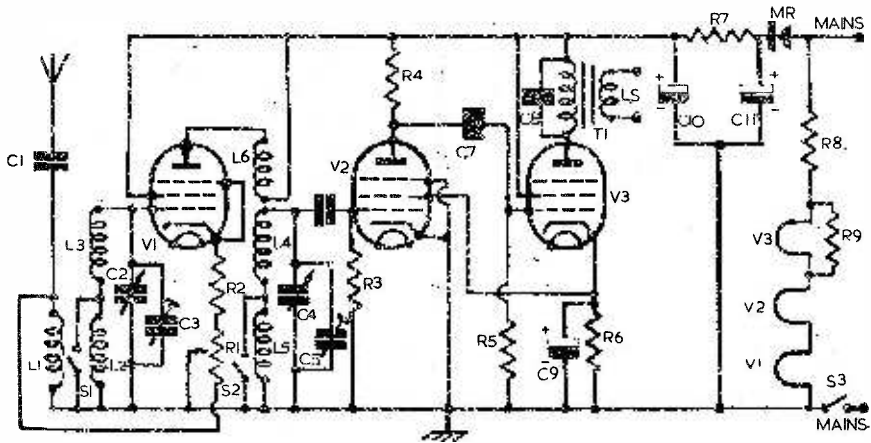 R7
MR
MAINS
R4
L6
LS
C10
C11
T1
C1
V2
C7
R8
V3
L3
V1
L4
V3
R9
C2
R2
R3
C3
C4
V2
L1
L2
R1
L5
C5
R5
R6
S1
S2
C9
V1
S3
MAINS